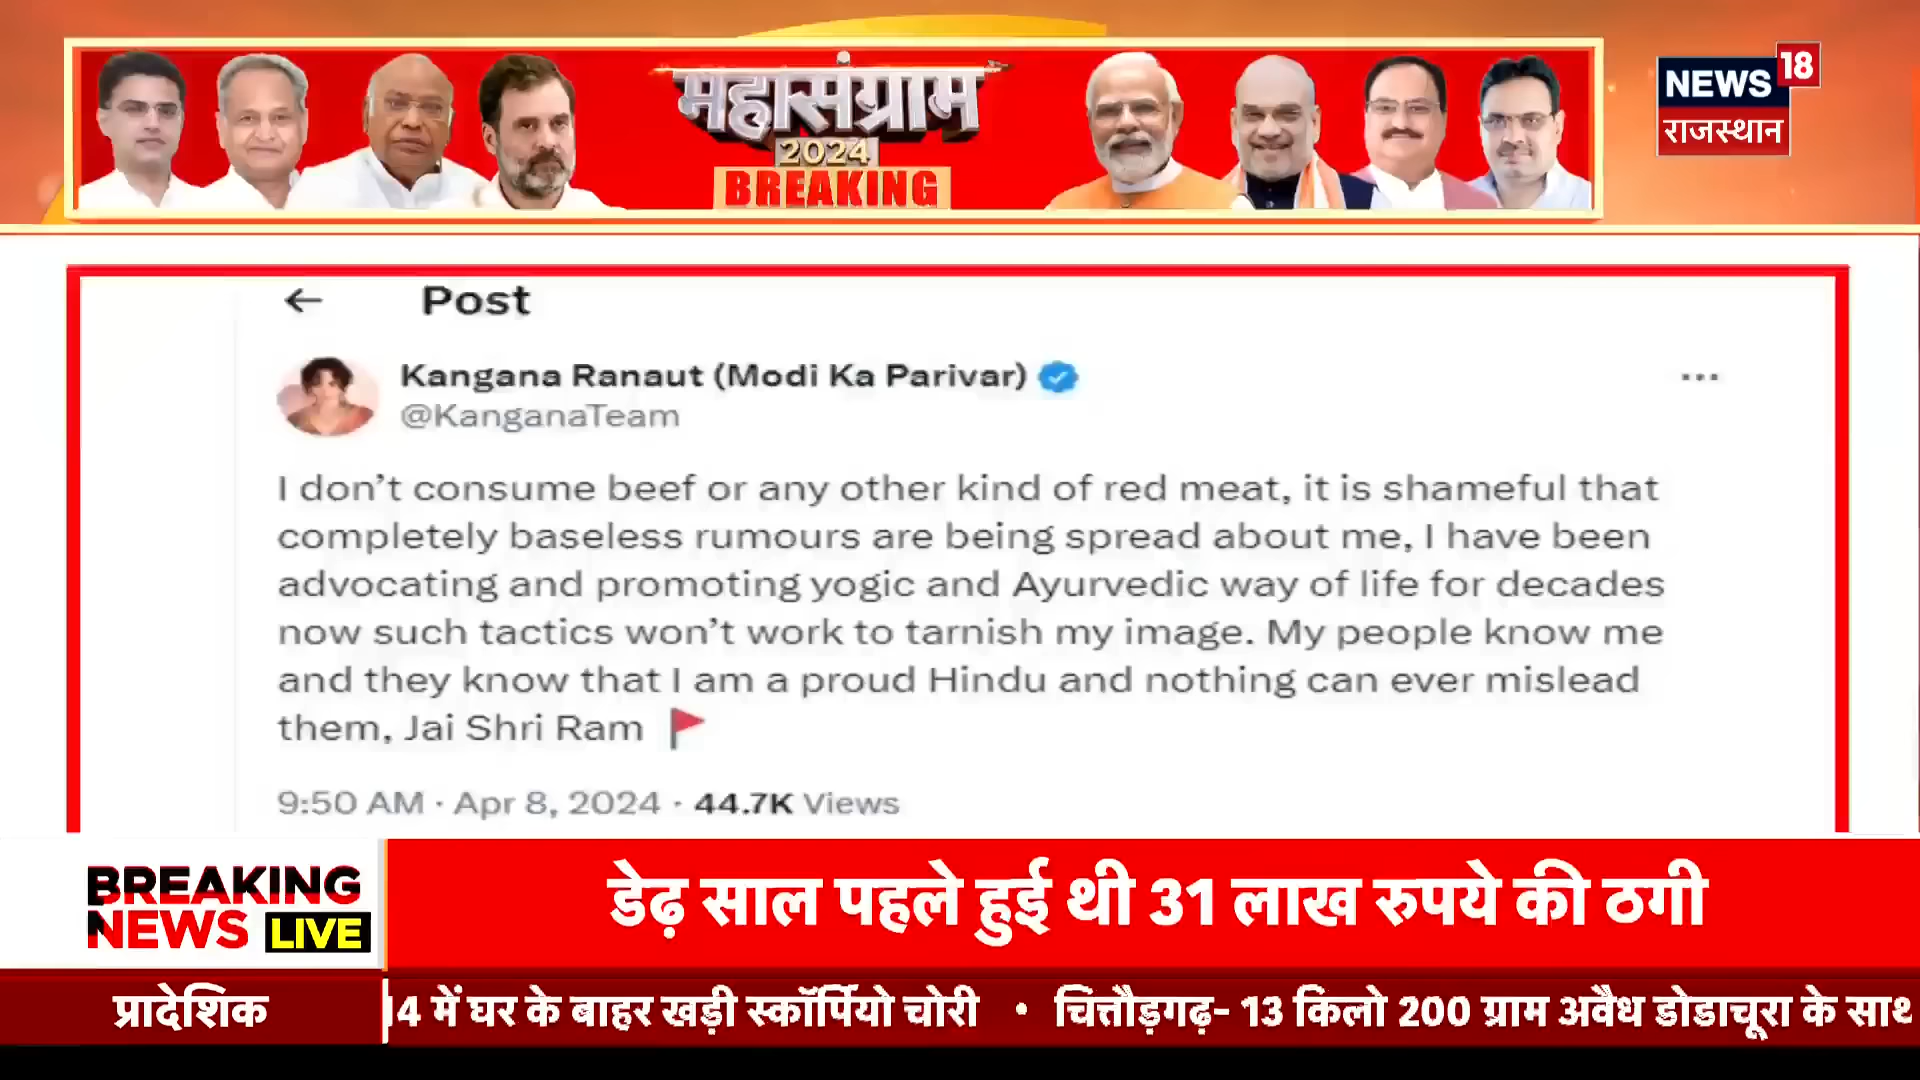 महासंग्राम
2024
BREAKING
NEWS 18
राजस्थान
← Post
Kangana Ranaut (Modi Ka Parivar)
@KanganaTeam
I don’t consume beef or any other kind of red meat, it is shameful that
completely baseless rumours are being spread about me, I have been
advocating and promoting yogic and Ayurvedic way of life for decades
now such tactics won’t work to tarnish my image. My people know me
and they know that I am a proud Hindu and nothing can ever mislead
them, Jai Shri Ram 🚩
9:50 AM · Apr 8, 2024 · 44.7K Views
BREAKING
NEWS LIVE
डेढ़ साल पहले हुई थी 31 लाख रुपये की ठगी
प्रादेशिक
4 में घर के बाहर खड़ी स्कॉर्पियो चोरी • चित्तौड़गढ़- 13 किलो 200 ग्राम अवैध डोडाचूरा के साथ